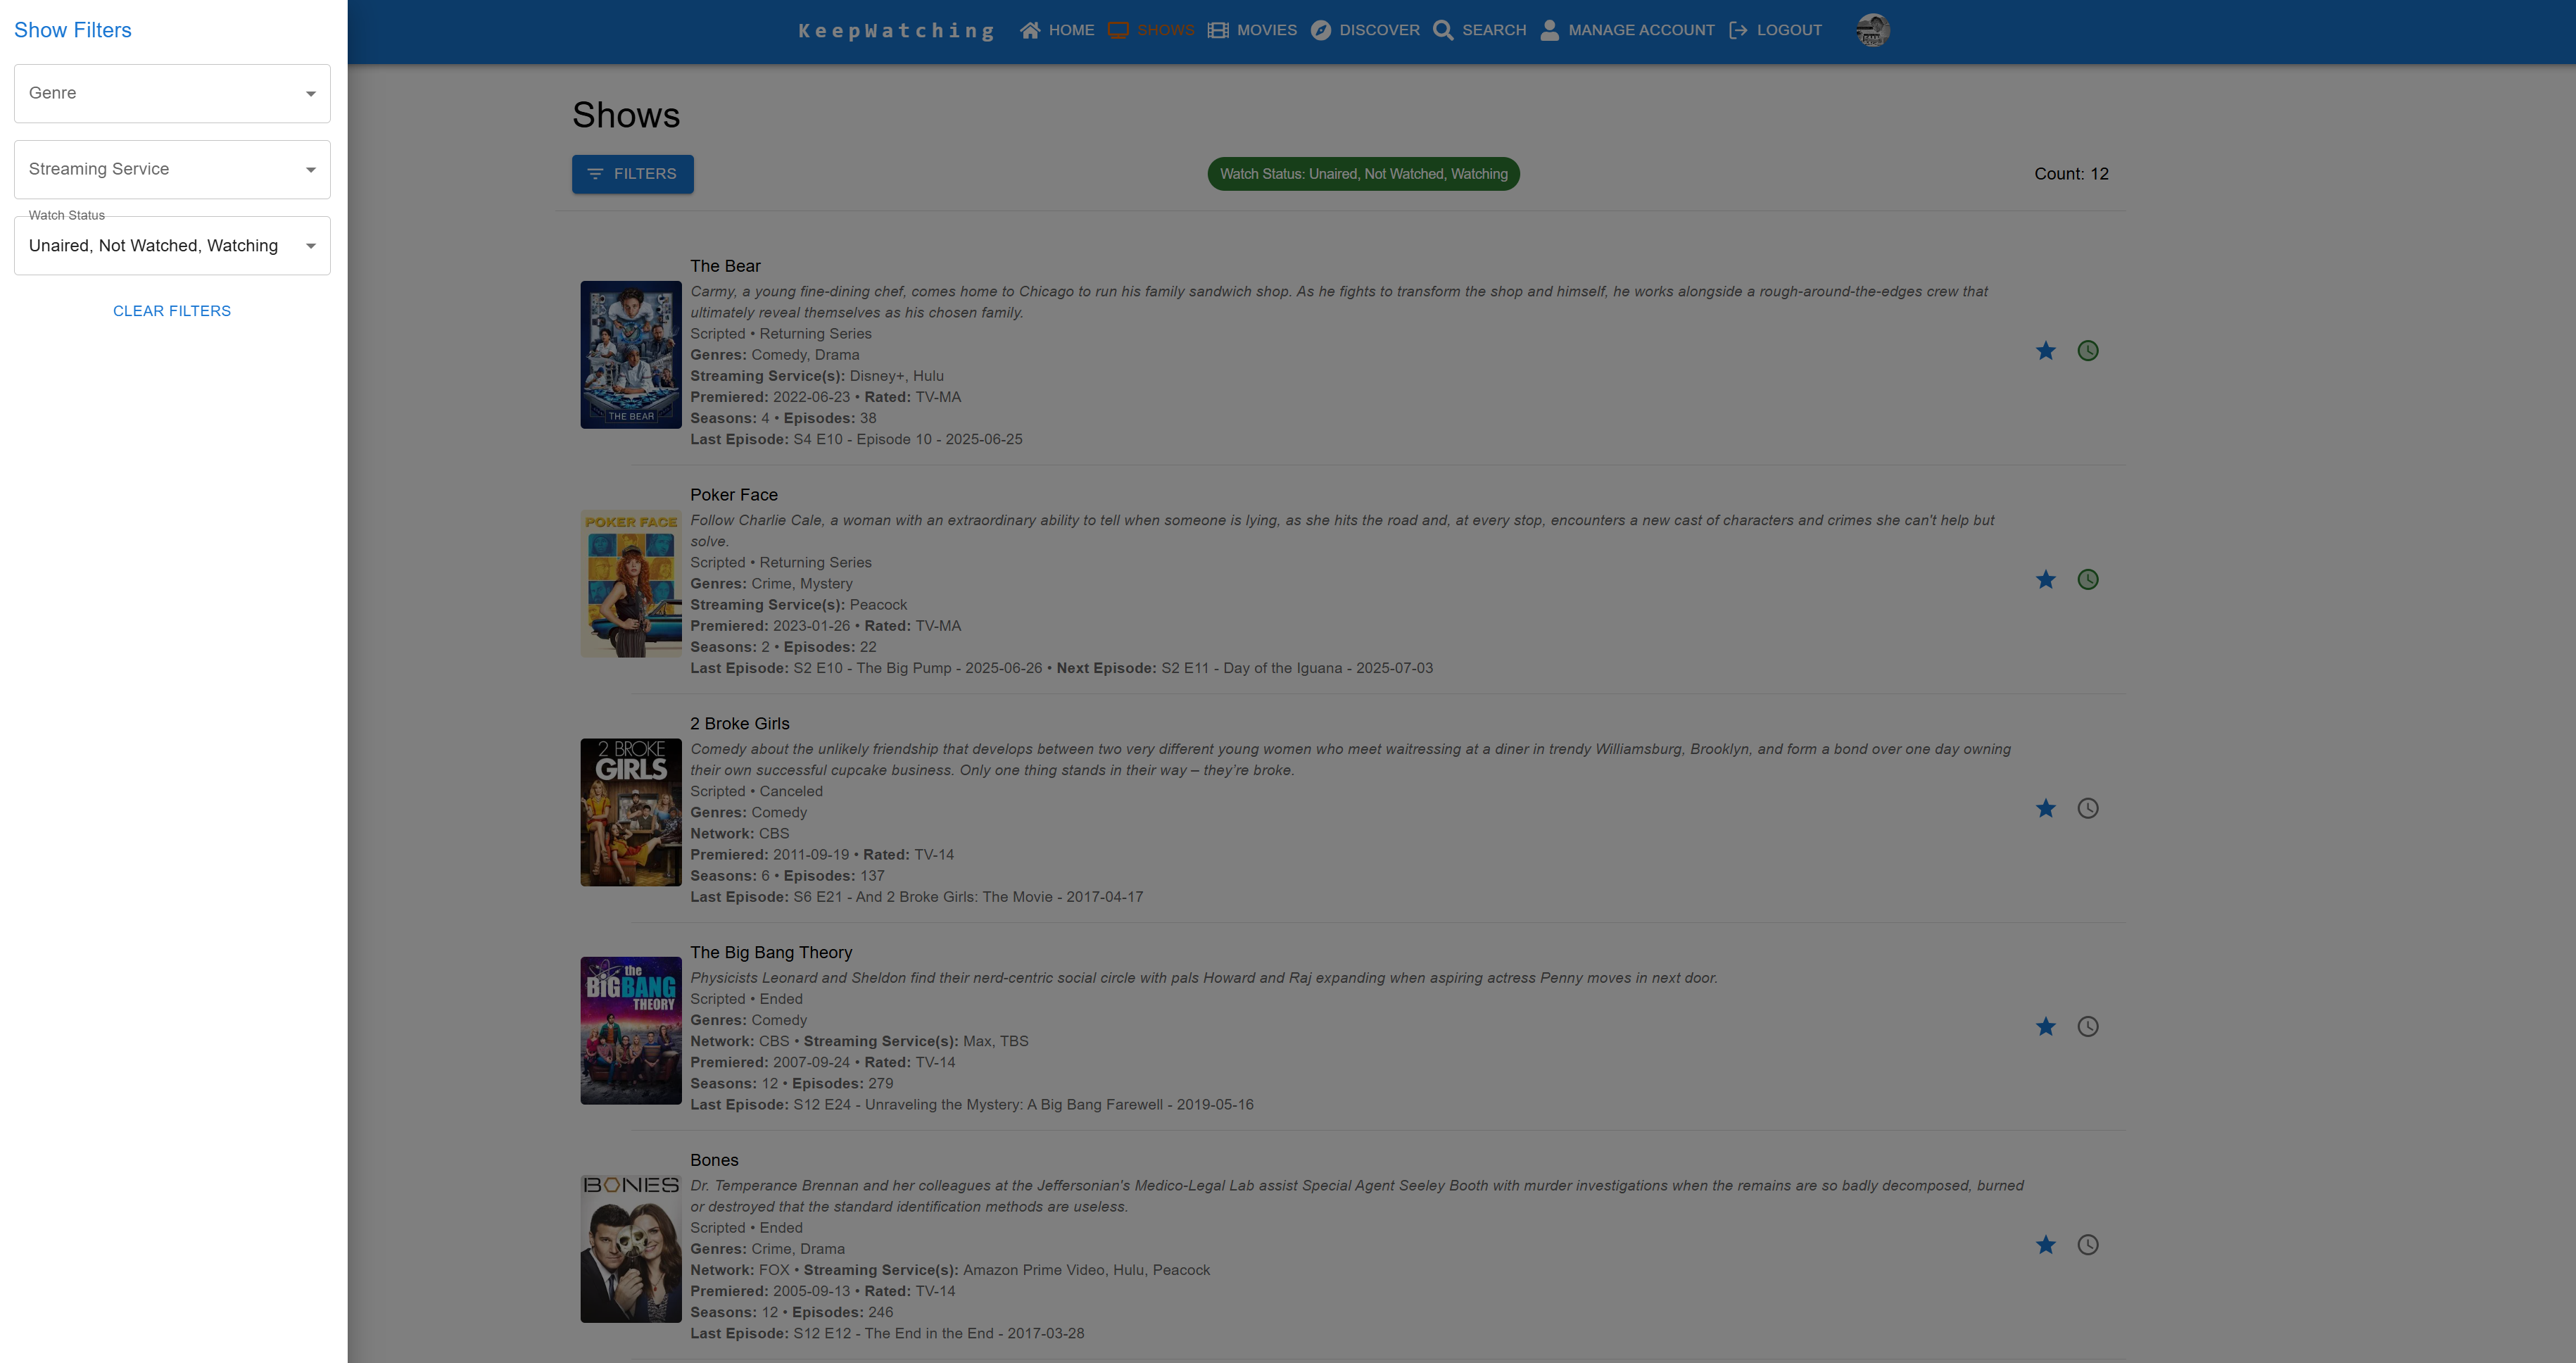 Show Filters
Genre
Streaming Service
Watch Status
Unaired, Not Watched, Watching
CLEAR FILTERS
KeepWatching
HOME
SHOWS
MOVIES
DISCOVER
SEARCH
MANAGE ACCOUNT
LOGOUT
Shows
FILTERS
Watch Status: Unaired, Not Watched, Watching
Count: 12
THE BEAR
The Bear
Carmy, a young fine-dining chef, comes home to Chicago to run his family sandwich shop. As he fights to transform the shop and himself, he works alongside a rough-around-the-edges crew that
ultimately reveal themselves as his chosen family.
Scripted • Returning Series
Genres: Comedy, Drama
Streaming Service(s): Disney+, Hulu
Premiered: 2022-06-23 • Rated: TV-MA
Seasons: 4 • Episodes: 38
Last Episode: S4 E10 - Episode 10 - 2025-06-25
POKER FACE
Poker Face
Follow Charlie Cale, a woman with an extraordinary ability to tell when someone is lying, as she hits the road and, at every stop, encounters a new cast of characters and crimes she can't help but
solve.
Scripted • Returning Series
Genres: Crime, Mystery
Streaming Service(s): Peacock
Premiered: 2023-01-26 • Rated: TV-MA
Seasons: 2 • Episodes: 22
Last Episode: S2 E10 - The Big Pump - 2025-06-26 • Next Episode: S2 E11 - Day of the Iguana - 2025-07-03
2 BROKE
GIRLS
2 Broke Girls
Comedy about the unlikely friendship that develops between two very different young women who meet waitressing at a diner in trendy Williamsburg, Brooklyn, and form a bond over one day owning
their own successful cupcake business. Only one thing stands in their way – they’re broke.
Scripted • Canceled
Genres: Comedy
Network: CBS
Premiered: 2011-09-19 • Rated: TV-14
Seasons: 6 • Episodes: 137
Last Episode: S6 E21 - And 2 Broke Girls: The Movie - 2017-04-17
the
BIG BANG
THEORY
The Big Bang Theory
Physicists Leonard and Sheldon find their nerd-centric social circle with pals Howard and Raj expanding when aspiring actress Penny moves in next door.
Scripted • Ended
Genres: Comedy
Network: CBS • Streaming Service(s): Max, TBS
Premiered: 2007-09-24 • Rated: TV-14
Seasons: 12 • Episodes: 279
Last Episode: S12 E24 - Unraveling the Mystery: A Big Bang Farewell - 2019-05-16
BONES
Bones
Dr. Temperance Brennan and her colleagues at the Jeffersonian's Medico-Legal Lab assist Special Agent Seeley Booth with murder investigations when the remains are so badly decomposed, burned
or destroyed that the standard identification methods are useless.
Scripted • Ended
Genres: Crime, Drama
Network: FOX • Streaming Service(s): Amazon Prime Video, Hulu, Peacock
Premiered: 2005-09-13 • Rated: TV-14
Seasons: 12 • Episodes: 246
Last Episode: S12 E12 - The End in the End - 2017-03-28